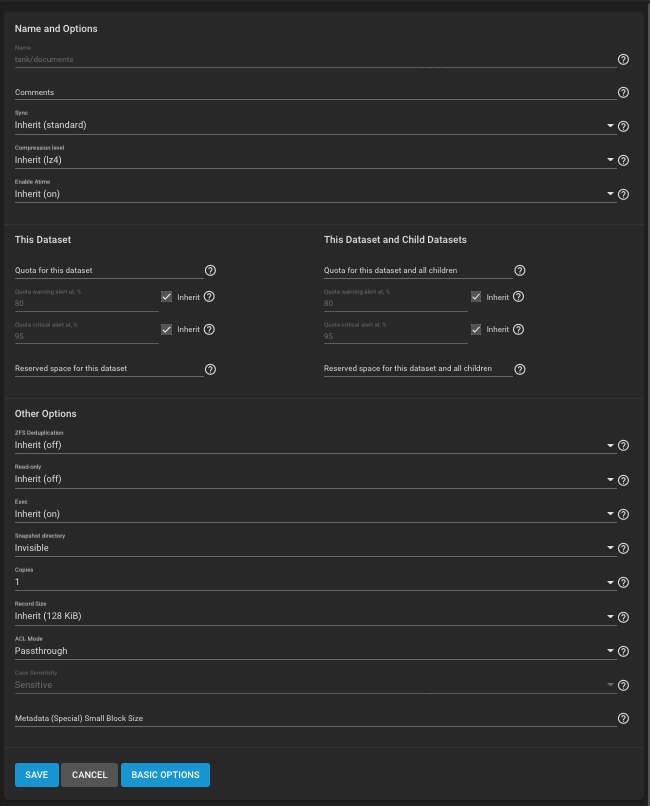 Name and Options
Name
tank/documents
Comments
Sync
Inherit (standard)
Compression level
Inherit (lz4)
Enable Atime
Inherit (on)
This Dataset
Quota for this dataset
Quota warning alert at, %
80
Inherit
Quota critical alert at, %
95
Inherit
Reserved space for this dataset
This Dataset and Child Datasets
Quota for this dataset and all children
Quota warning alert at, %
80
Inherit
Quota critical alert at, %
95
Inherit
Reserved space for this dataset and all children
Other Options
ZFS Deduplication
Inherit (off)
Read-only
Inherit (off)
Exec
Inherit (on)
Snapshot directory
Invisible
Copies
1
Record Size
Inherit (128 KiB)
ACL Mode
Passthrough
Case Sensitivity
Sensitive
Metadata (Special) Small Block Size
SAVE
CANCEL
BASIC OPTIONS